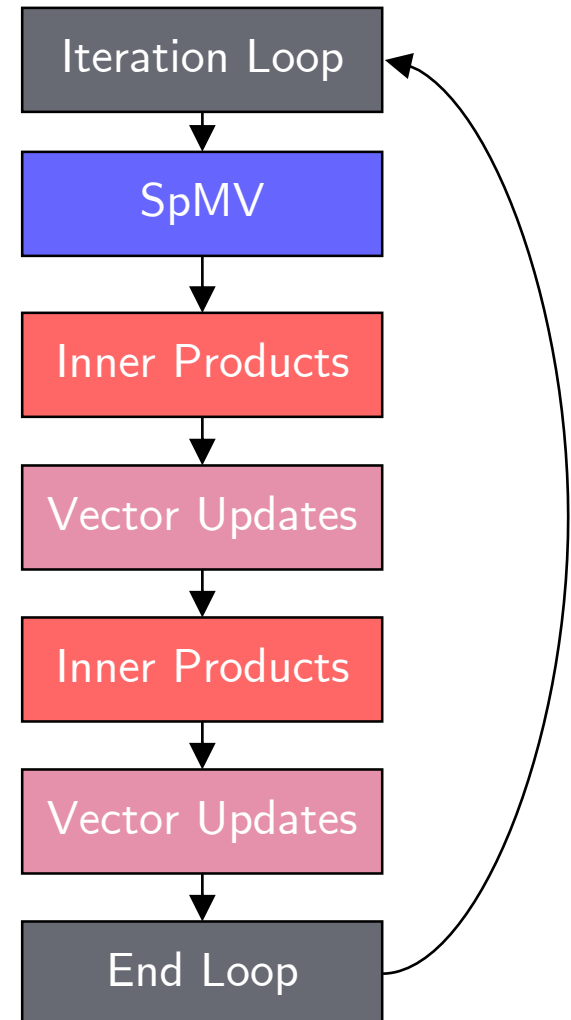 Iteration Loop
SpMV
Inner Products
Vector Updates
Inner Products
Vector Updates
End Loop